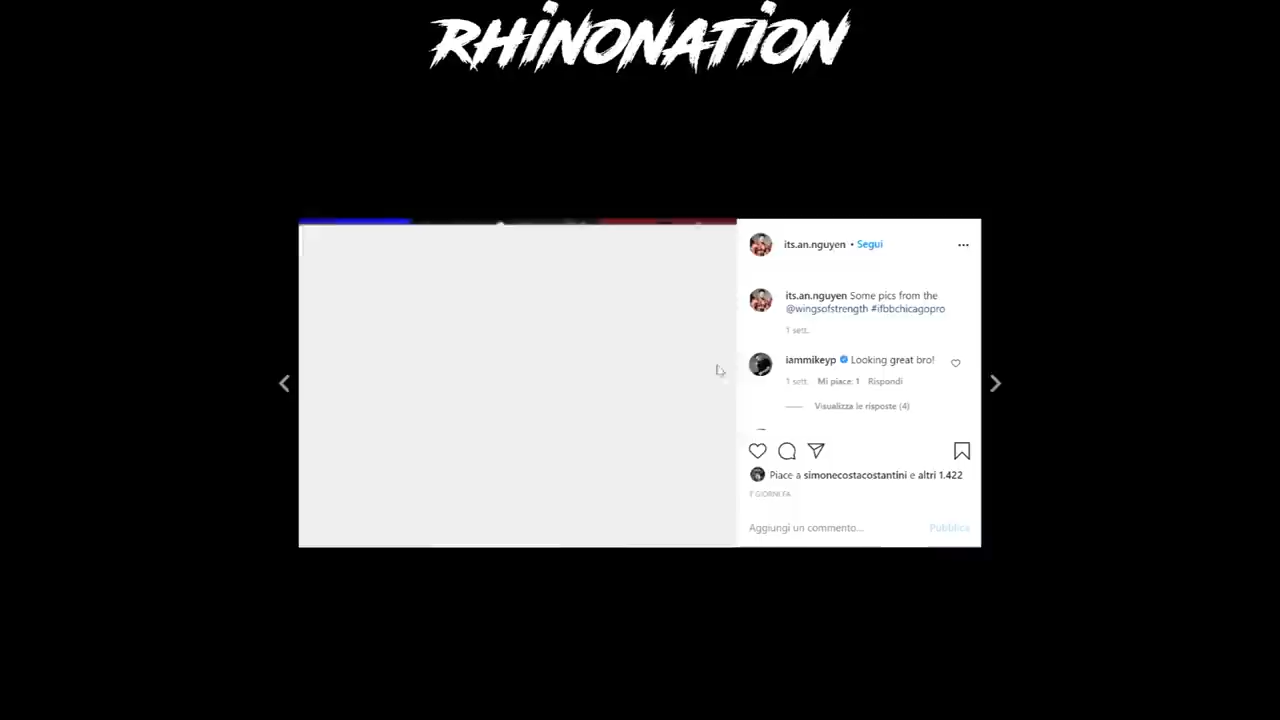 RHINONATION
its.an.nguyen • Segui
its.an.nguyen Some pics from the
@wingsofstrength #ifbbchicagopro
1 sett.
iammikeyp Looking great bro!
1 sett. Mi piace: 1 Rispondi
Visualizza le risposte (4)
Piace a simonecostacostantini e altri 1.422
GIORNI FA
Aggiungi un commento...
Pubblica